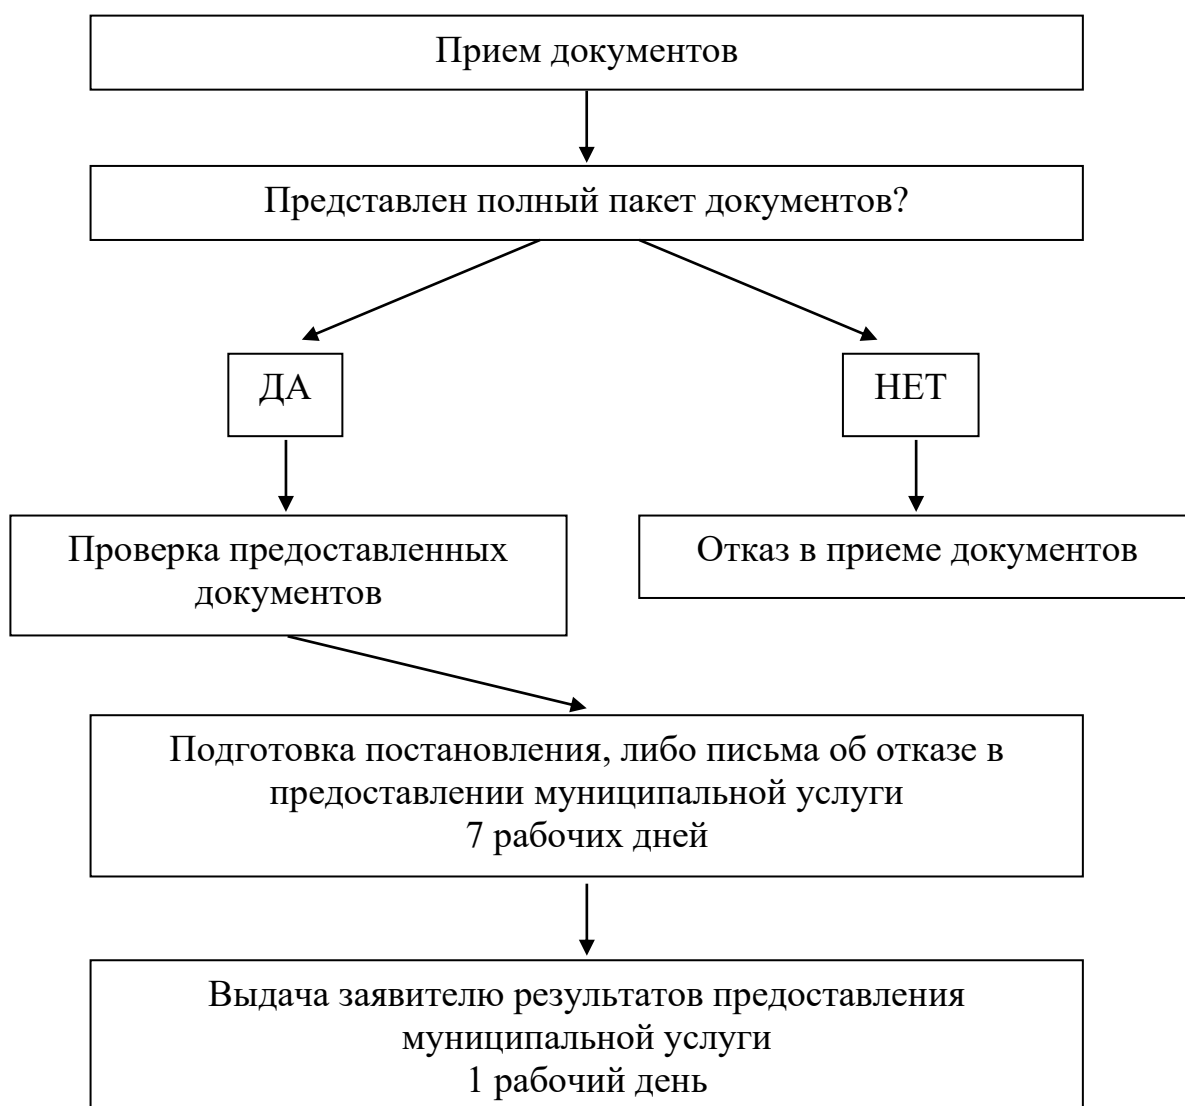 Прием документов
Представлен полный пакет документов?
ДА
НЕТ
Проверка предоставленных
документов
Отказ в приеме документов
Подготовка постановления, либо письма об отказе в
предоставлении муниципальной услуги
7 рабочих дней
Выдача заявителю результатов предоставления
муниципальной услуги
1 рабочий день